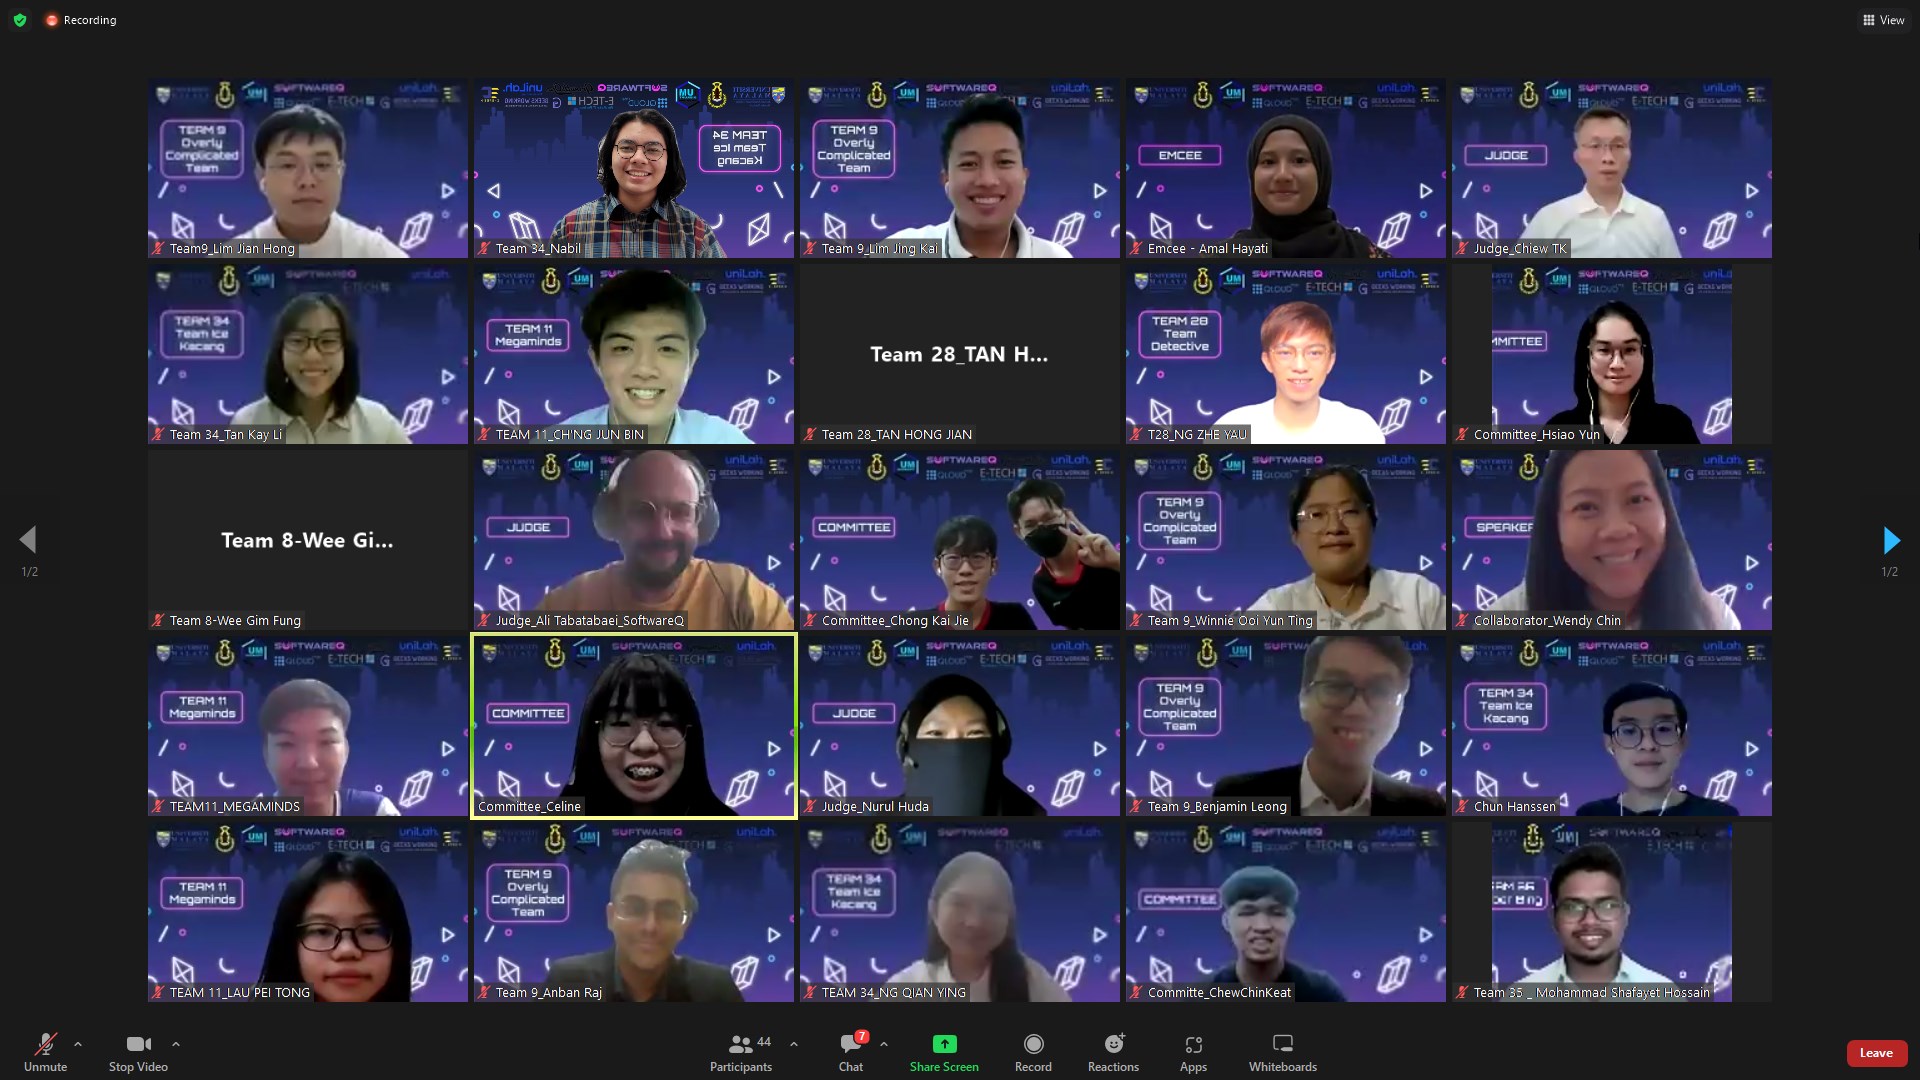 Recording
View
SOFTWAREQ
uniLah.
E-TECH
TEAM 9
Overly
Complicated
Team
Team9_Lim Jian Hong
TEAM 34
Team Ice
Kacang
Team 34_Nabil
TEAM 9
Overly
Complicated
Team
Team 9_Lim Jing Kai
EMCEE
Emcee - Amal Hayati
JUDGE
Judge_Chiew TK
TEAM 34
Team Ice
Kacang
Team 34_Tan Kay Li
TEAM 11
Megaminds
TEAM 11_CH'NG JUN BIN
Team 28_TAN H...
Team 28_TAN HONG JIAN
TEAM 28
Team
Detective
T28_NG ZHE YAU
MMITTEE
Committee_Hsiao Yun
1/2
Team 8-Wee Gi...
Team 8-Wee Gim Fung
JUDGE
Judge_Ali Tabatabaei_SoftwareQ
COMMITTEE
Committee_Chong Kai Jie
TEAM 9
Overly
Complicated
Team
Team 9_Winnie Ooi Yun Ting
SPEAKER
Collaborator_Wendy Chin
1/2
TEAM 11
Megaminds
TEAM11_MEGAMINDS
COMMITTEE
Committee_Celine
JUDGE
Judge_Nurul Huda
TEAM 9
Overly
Complicated
Team
Team 9_Benjamin Leong
TEAM 34
Team Ice
Kacang
Chun Hanssen
TEAM 11
Megaminds
TEAM 11_LAU PEI TONG
TEAM 9
Overly
Complicated
Team
Team 9_Anban Raj
TEAM 34
Team Ice
Kacang
TEAM 34_NG QIAN YING
COMMITTEE
Committe_ChewChinKeat
Team 35 _ Mohammad Shafayet Hossain
Unmute
Stop Video
Participants
44
Chat
7
Share Screen
Record
Reactions
Apps
Whiteboards
Leave